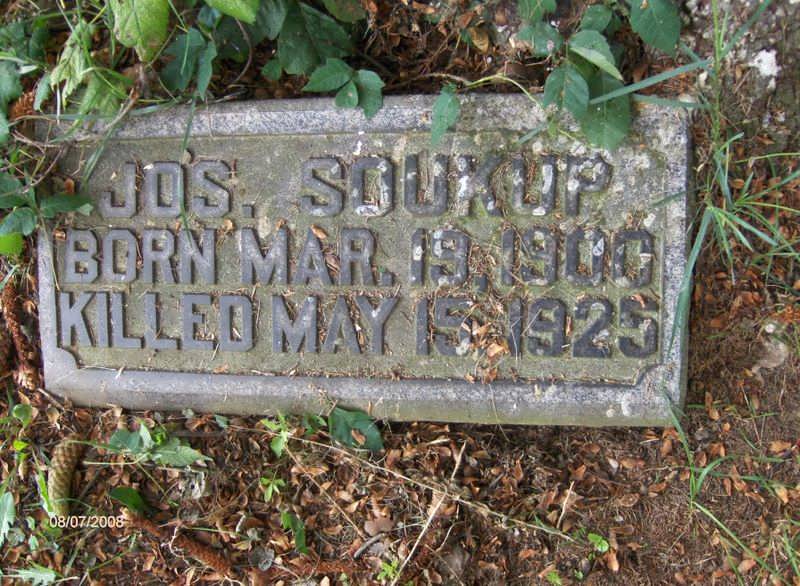 JOS. SOUKUP
BORN MAR. 19, 1900
KILLED MAY 15, 1925
08/07/2008